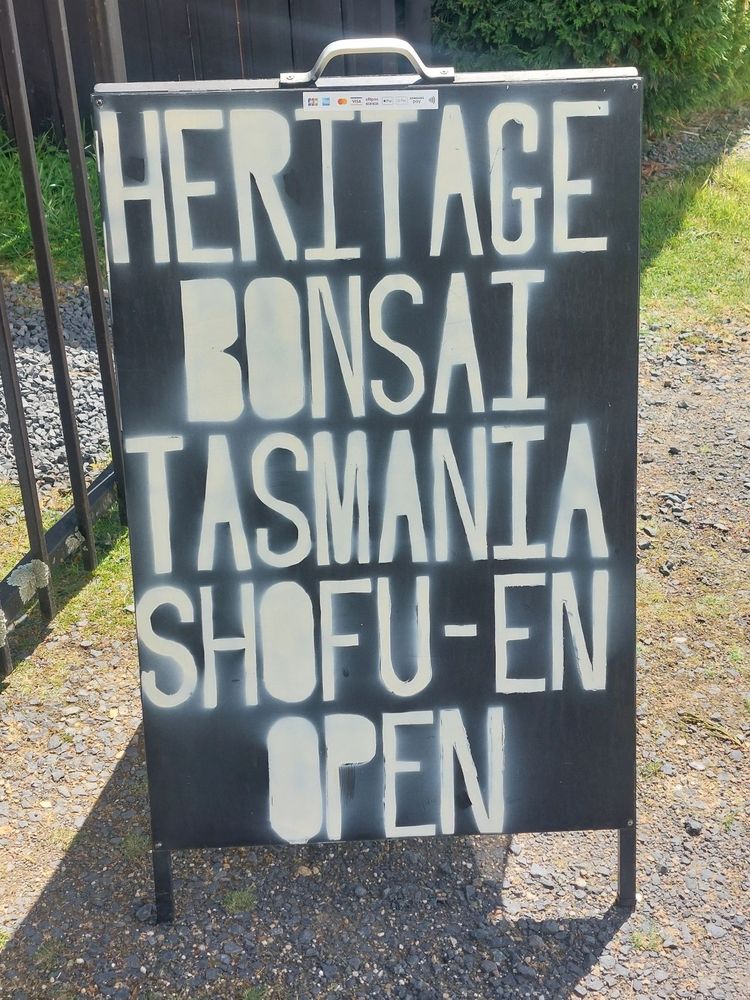 HERITAGE
BONSAI
TASMANIA
SHOFU-EN
OPEN